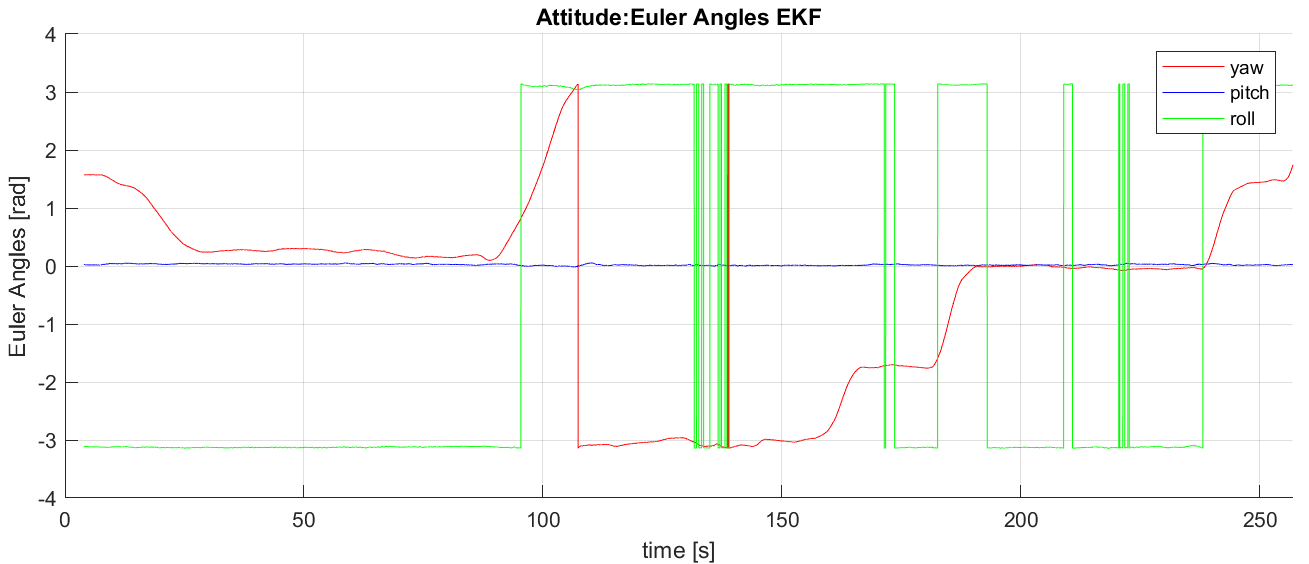 Attitude:Euler Angles EKF
4
3
2
1
0
-1
-2
-3
-4
Euler Angles [rad]
yaw
pitch
roll
0
50
100
150
200
250
time [s]